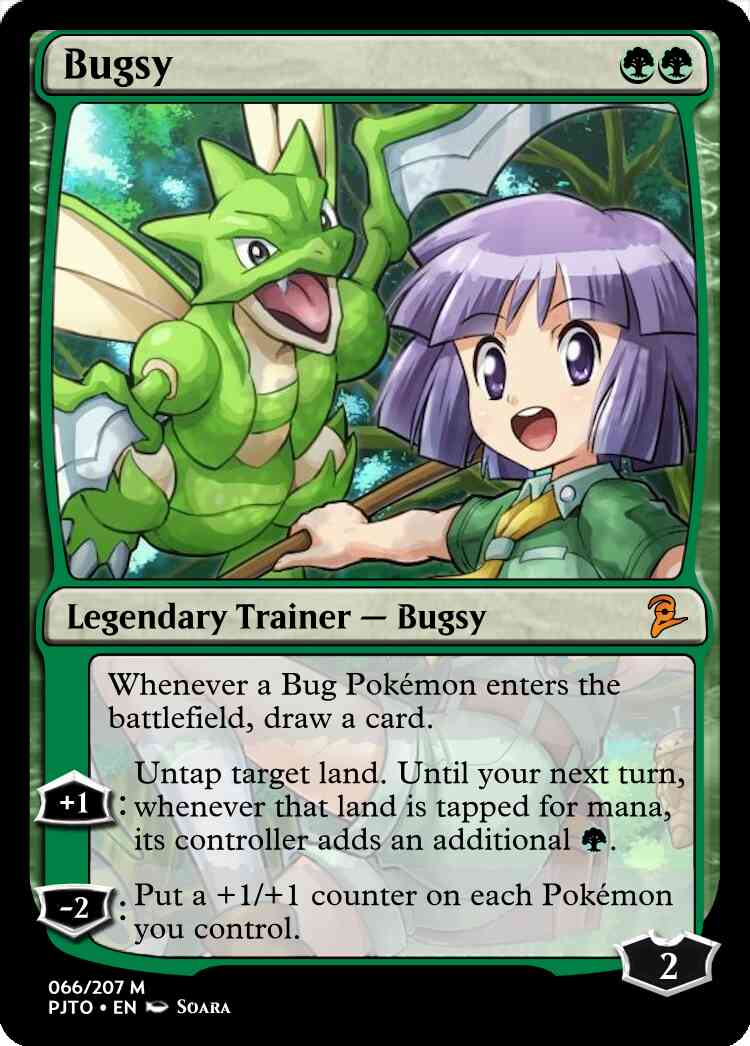 Bugsy
Legendary Trainer — Bugsy
Whenever a Bug Pokémon enters the
battlefield, draw a card.
+1
: Untap target land. Until your next turn,
whenever that land is tapped for mana,
its controller adds an additional .
-2
: Put a +1/+1 counter on each Pokémon
you control.
2
066/207 M
PJTO • EN Soara